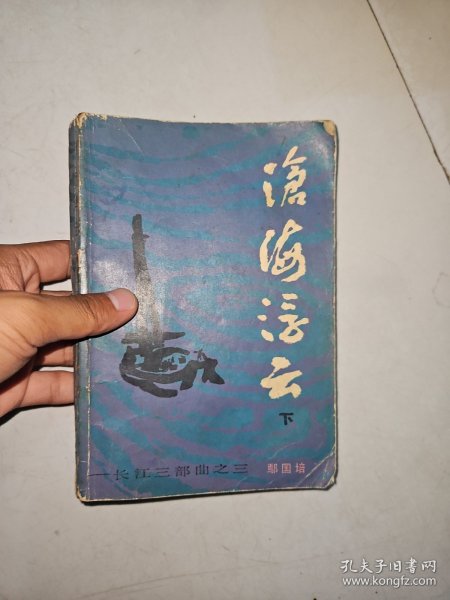 滄海浮云
下
—长江三部曲之三
鄢国培
孔夫子旧书网
www.kongfz.com